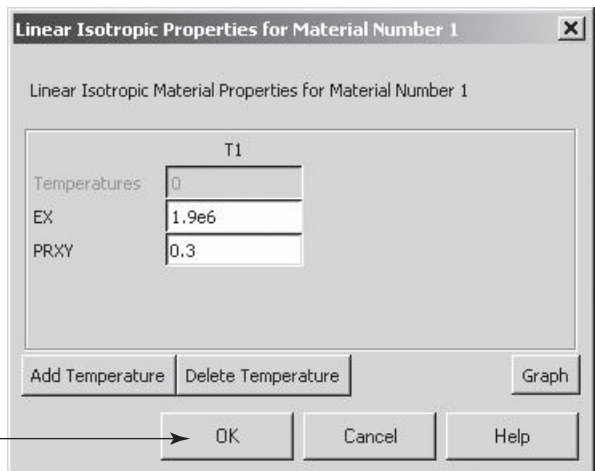 Linear Isotropic Properties for Material Number 1
Linear Isotropic Material Properties for Material Number 1
T1
Temperatures 0
EX 1.9e6
PRXY 0.3
Add Temperature Delete Temperature Graph
OK Cancel Help